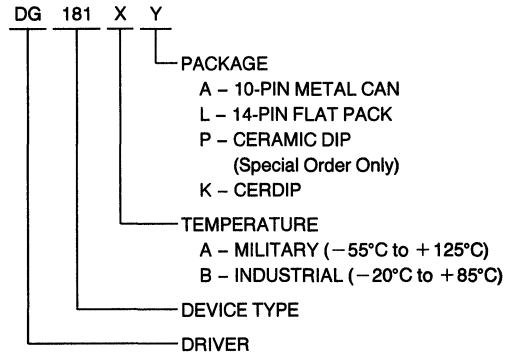 DG 181 X Y
PACKAGE
A – 10-PIN METAL CAN
L – 14-PIN FLAT PACK
P – CERAMIC DIP
(Special Order Only)
K – CERDIP
TEMPERATURE
A – MILITARY (−55°C to +125°C)
B – INDUSTRIAL (−20°C to +85°C)
DEVICE TYPE
DRIVER